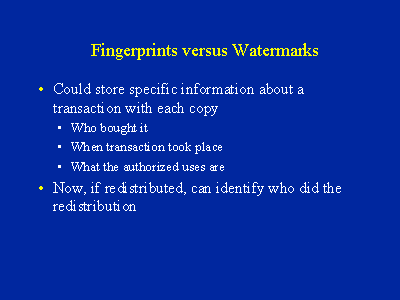 Fingerprints versus Watermarks
• Could store specific information about a
transaction with each copy
• Who bought it
• When transaction took place
• What the authorized uses are
• Now, if redistributed, can identify who did the
redistribution